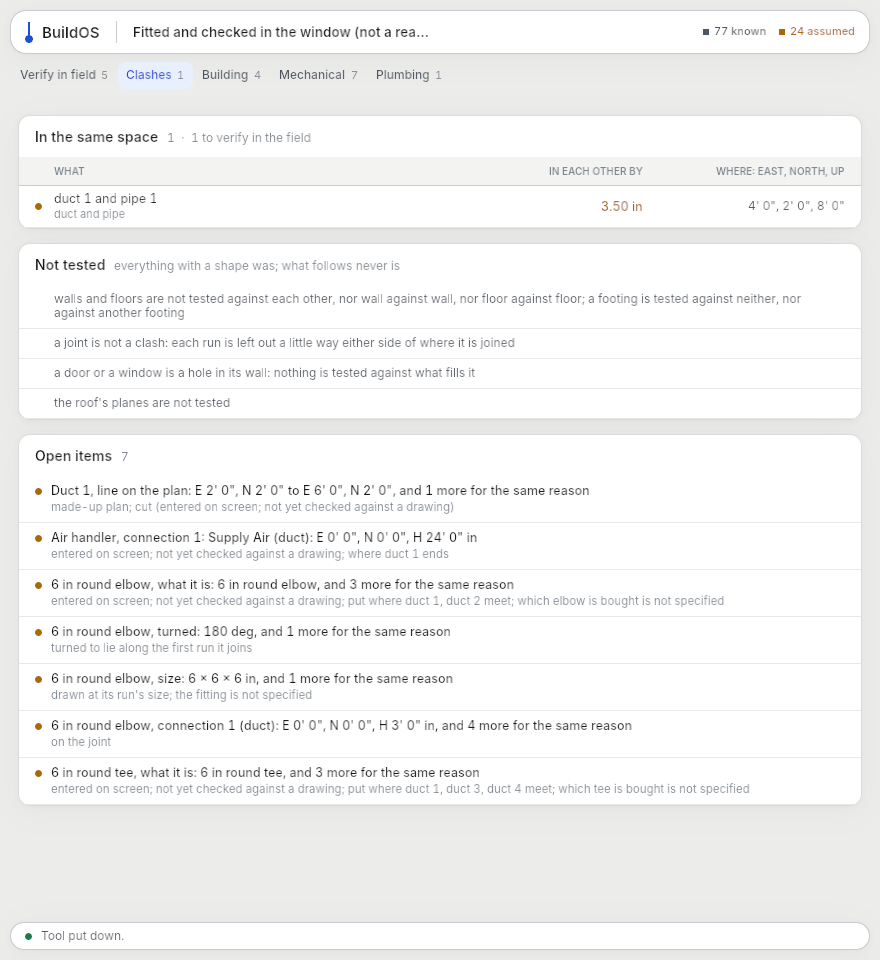 BuildOS
Fitted and checked in the window (not a rea...
77 known
24 assumed
Verify in field 5
Clashes 1
Building 4
Mechanical 7
Plumbing 1
In the same space 1 · 1 to verify in the field
WHAT
IN EACH OTHER BY
WHERE: EAST, NORTH, UP
duct 1 and pipe 1
duct and pipe
3.50 in
4' 0", 2' 0", 8' 0"
Not tested everything with a shape was; what follows never is
walls and floors are not tested against each other, nor wall against wall, nor floor against floor; a footing is tested against neither, nor
against another footing
a joint is not a clash: each run is left out a little way either side of where it is joined
a door or a window is a hole in its wall: nothing is tested against what fills it
the roof's planes are not tested
Open items 7
Duct 1, line on the plan: E 2' 0", N 2' 0" to E 6' 0", N 2' 0", and 1 more for the same reason
made-up plan; cut (entered on screen; not yet checked against a drawing)
Air handler, connection 1: Supply Air (duct): E 0' 0", N 0' 0", H 24' 0" in
entered on screen; not yet checked against a drawing; where duct 1 ends
6 in round elbow, what it is: 6 in round elbow, and 3 more for the same reason
entered on screen; not yet checked against a drawing; put where duct 1, duct 2 meet; which elbow is bought is not specified
6 in round elbow, turned: 180 deg, and 1 more for the same reason
turned to lie along the first run it joins
6 in round elbow, size: 6 × 6 × 6 in, and 1 more for the same reason
drawn at its run's size; the fitting is not specified
6 in round elbow, connection 1 (duct): E 0' 0", N 0' 0", H 3' 0" in, and 4 more for the same reason
on the joint
6 in round tee, what it is: 6 in round tee, and 3 more for the same reason
entered on screen; not yet checked against a drawing; put where duct 1, duct 3, duct 4 meet; which tee is bought is not specified
Tool put down.